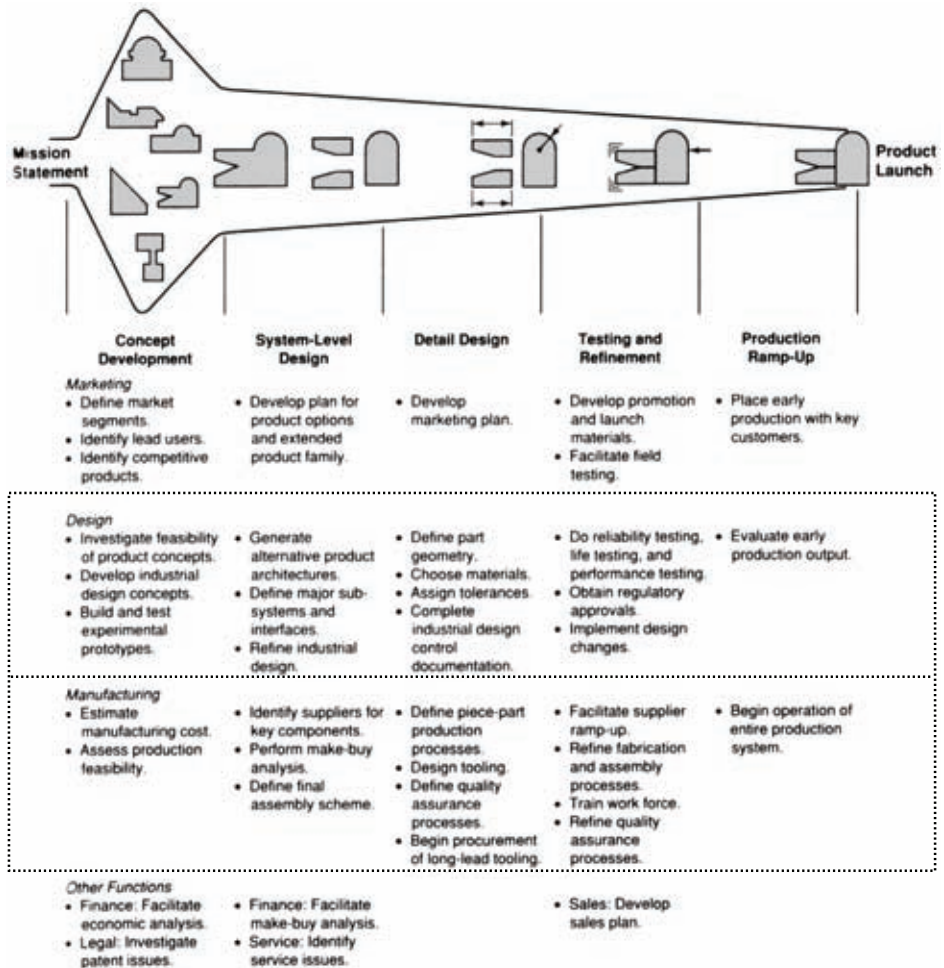 Mission
Statement
Product
Launch
Concept
Development
System-Level
Design
Detail Design
Testing and
Refinement
Production
Ramp-Up
Marketing
• Define market
segments.
• Identify lead users.
• Identify competitive
products.
• Develop plan for
product options
and extended
product family.
• Develop
marketing plan.
• Develop promotion
and launch
materials.
• Facilitate field
testing.
• Place early
production with key
customers.
Design
• Investigate feasibility
of product concepts.
• Develop industrial
design concepts.
• Build and test
experimental
prototypes.
• Generate
alternative product
architectures.
• Define major sub-
systems and
interfaces.
• Refine industrial
design.
• Define part
geometry.
• Choose materials.
• Assign tolerances.
• Complete
industrial design
control
documentation.
• Do reliability testing,
life testing, and
performance testing.
• Obtain regulatory
approvals.
• Implement design
changes.
• Evaluate early
production output.
Manufacturing
• Estimate
manufacturing cost.
• Assess production
feasibility.
• Identify suppliers for
key components.
• Perform make-buy
analysis.
• Define final
assembly scheme.
• Define piece-part
production
processes.
• Design tooling.
• Define quality
assurance
processes.
• Begin procurement
of long-lead tooling.
• Facilitate supplier
ramp-up.
• Refine fabrication
and assembly
processes.
• Train work force.
• Refine quality
assurance
processes.
• Begin operation of
entire production
system.
Other Functions
• Finance: Facilitate
economic analysis.
• Legal: Investigate
patent issues.
• Finance: Facilitate
make-buy analysis.
• Service: Identify
service issues.
• Sales: Develop
sales plan.